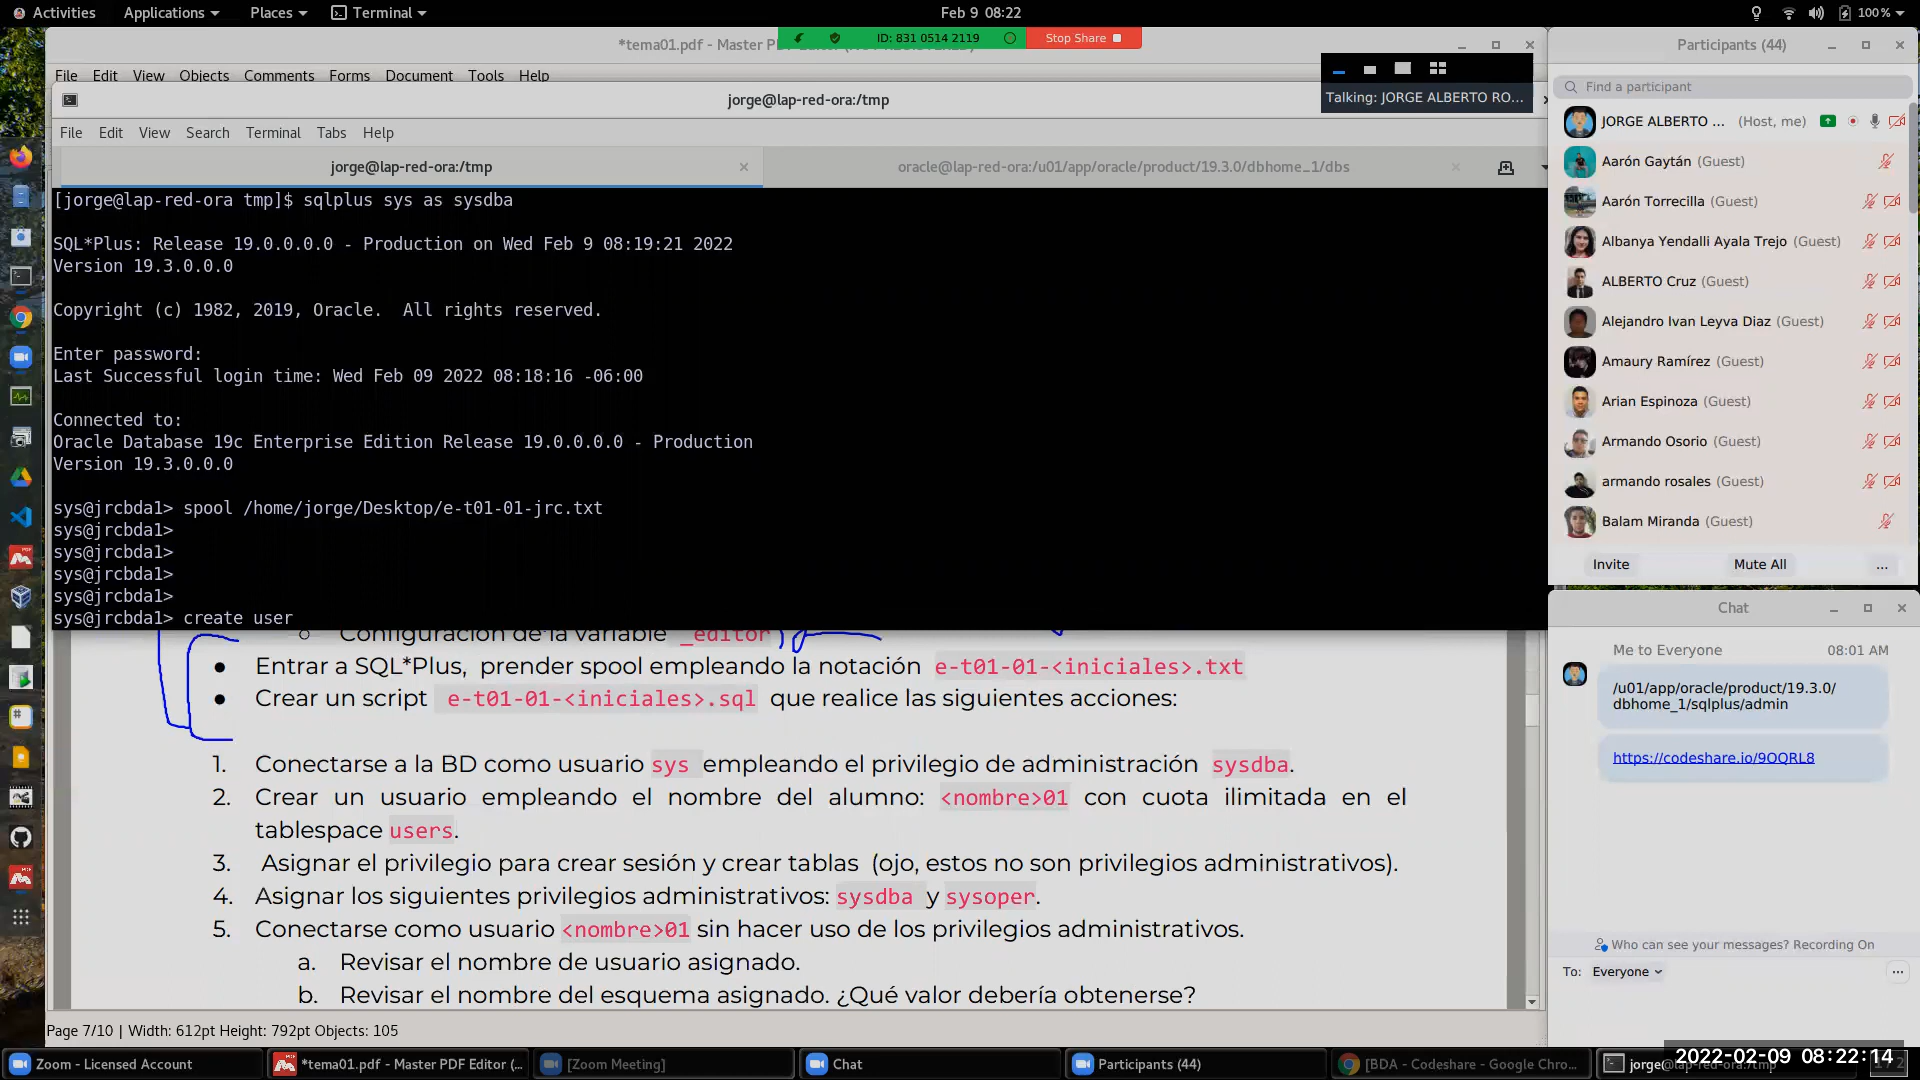 Activities
Applications
Places
Terminal
Feb 9 08:22
100%
*tema01.pdf - Master PDF Editor
ID: 831 0514 2119
Stop Share
File Edit View Objects Comments Forms Document Tools Help
Talking: JORGE ALBERTO RO...
jorge@lap-red-ora:/tmp
File Edit View Search Terminal Tabs Help
jorge@lap-red-ora:/tmp
oracle@lap-red-ora:/u01/app/oracle/product/19.3.0/dbhome_1/dbs
[jorge@lap-red-ora tmp]$ sqlplus sys as sysdba
SQL*Plus: Release 19.0.0.0.0 - Production on Wed Feb 9 08:19:21 2022
Version 19.3.0.0.0
Copyright (c) 1982, 2019, Oracle.  All rights reserved.
Enter password:
Last Successful login time: Wed Feb 09 2022 08:18:16 -06:00
Connected to:
Oracle Database 19c Enterprise Edition Release 19.0.0.0.0 - Production
Version 19.3.0.0.0
sys@jrcbda1> spool /home/jorge/Desktop/e-t01-01-jrc.txt
sys@jrcbda1>
sys@jrcbda1>
sys@jrcbda1>
sys@jrcbda1>
sys@jrcbda1> create user
Configuración de la variable _editor
Entrar a SQL*Plus, prender spool empleando la notación e-t01-01-<iniciales>.txt
Crear un script e-t01-01-<iniciales>.sql que realice las siguientes acciones:
1. Conectarse a la BD como usuario sys empleando el privilegio de administración sysdba.
2. Crear un usuario empleando el nombre del alumno: <nombre>01 con cuota ilimitada en el
tablespace users.
3. Asignar el privilegio para crear sesión y crear tablas (ojo, estos no son privilegios administrativos).
4. Asignar los siguientes privilegios administrativos: sysdba y sysoper.
5. Conectarse como usuario <nombre>01 sin hacer uso de los privilegios administrativos.
a. Revisar el nombre de usuario asignado.
b. Revisar el nombre del esquema asignado. ¿Qué valor debería obtenerse?
Page 7/10 | Width: 612pt Height: 792pt Objects: 105
Participants (44)
Find a participant
JORGE ALBERTO ... (Host, me)
Aarón Gaytán (Guest)
Aarón Torrecilla (Guest)
Albanya Yendalli Ayala Trejo (Guest)
ALBERTO Cruz (Guest)
Alejandro Ivan Leyva Diaz (Guest)
Amaury Ramírez (Guest)
Arian Espinoza (Guest)
Armando Osorio (Guest)
armando rosales (Guest)
Balam Miranda (Guest)
Invite
Mute All
...
Chat
Me to Everyone 08:01 AM
/u01/app/oracle/product/19.3.0/
dbhome_1/sqlplus/admin
https://codeshare.io/9OQRL8
Who can see your messages? Recording On
To: Everyone
Zoom - Licensed Account
*tema01.pdf - Master PDF Editor (...
[Zoom Meeting]
Chat
Participants (44)
[BDA - Codeshare - Google Chro...
jorge@lap-red-ora:/tmp
2022-02-09 08:22:14